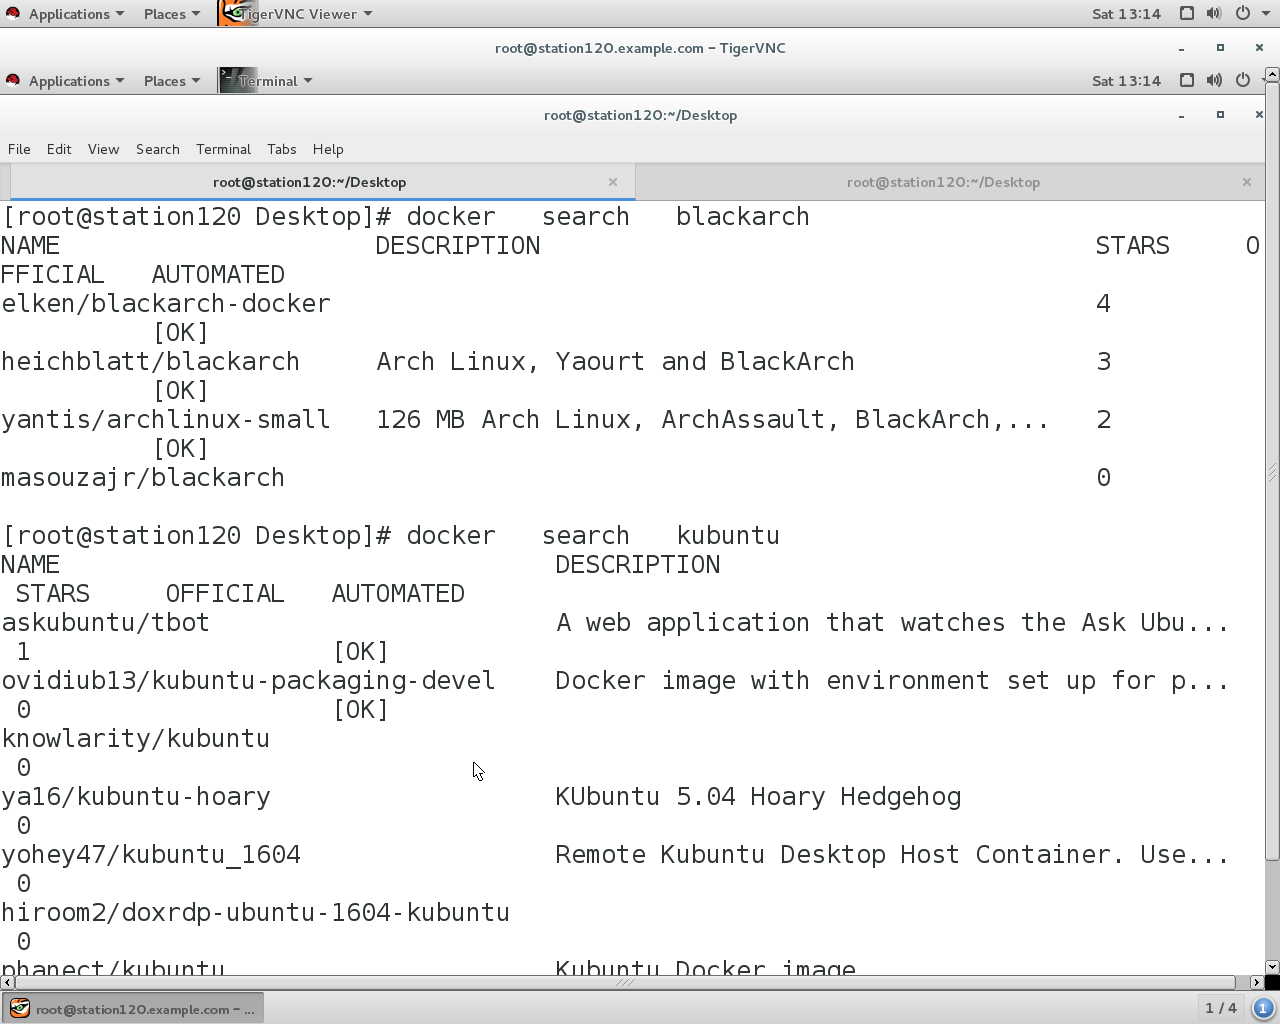 Applications Places TigerVNC Viewer Sat 13:14
root@station120.example.com - TigerVNC
Applications Places Terminal Sat 13:14
root@station120:~/Desktop
File Edit View Search Terminal Tabs Help
root@station120:~/Desktop root@station120:~/Desktop
[root@station120 Desktop]# docker   search   blackarch
NAME                     DESCRIPTION                                     STARS     O
FFICIAL   AUTOMATED
elken/blackarch-docker                                                   4
          [OK]
heichblatt/blackarch     Arch Linux, Yaourt and BlackArch                3
          [OK]
yantis/archlinux-small   126 MB Arch Linux, ArchAssault, BlackArch,...   2
          [OK]
masouzajr/blackarch                                                      0
[root@station120 Desktop]# docker   search   kubuntu
NAME                                 DESCRIPTION
 STARS     OFFICIAL   AUTOMATED
askubuntu/tbot                       A web application that watches the Ask Ubu...
 1                    [OK]
ovidiub13/kubuntu-packaging-devel    Docker image with environment set up for p...
 0                    [OK]
knowlarity/kubuntu
 0
ya16/kubuntu-hoary                   KUbuntu 5.04 Hoary Hedgehog
 0
yohey47/kubuntu_1604                 Remote Kubuntu Desktop Host Container. Use...
 0
hiroom2/doxrdp-ubuntu-1604-kubuntu
 0
phanect/kubuntu                      Kubuntu Docker image
root@station120.example.com - ... 1 / 4 1